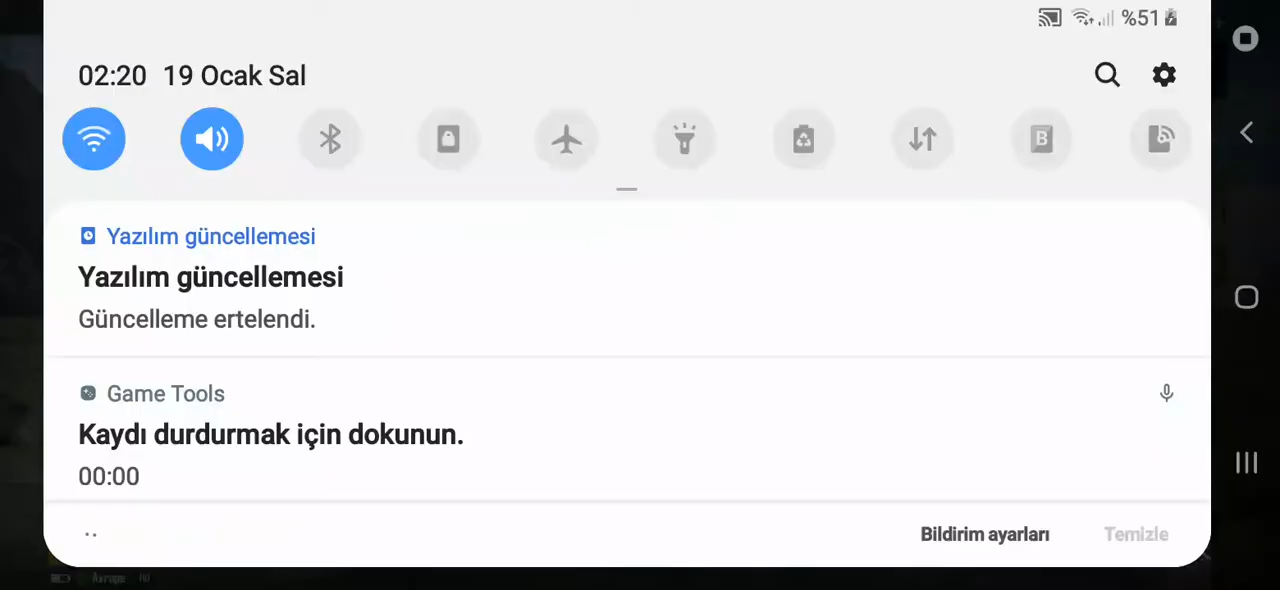 %51
02:20 19 Ocak Sal
Yazılım güncellemesi
Yazılım güncellemesi
Güncelleme ertelendi.
Game Tools
Kaydı durdurmak için dokunun.
00:00
Bildirim ayarları Temizle
Avrupa